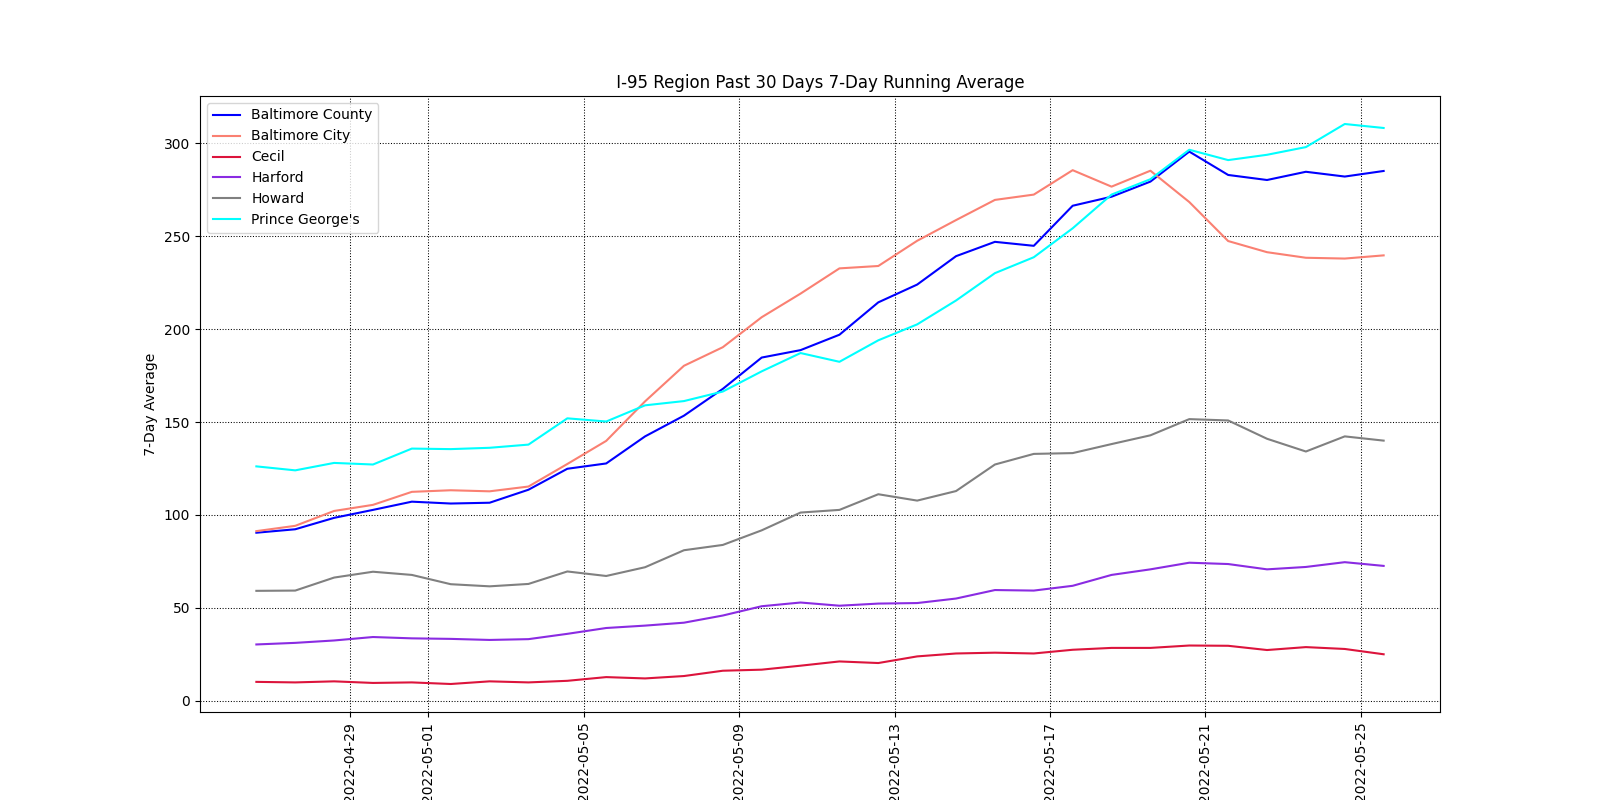 I-95 Region Past 30 Days 7-Day Running Average
Baltimore County
Baltimore City
Cecil
Harford
Howard
Prince George's
7-Day Average
300
250
200
150
100
50
0
2022-04-29
2022-05-01
2022-05-05
2022-05-09
2022-05-13
2022-05-17
2022-05-21
2022-05-25